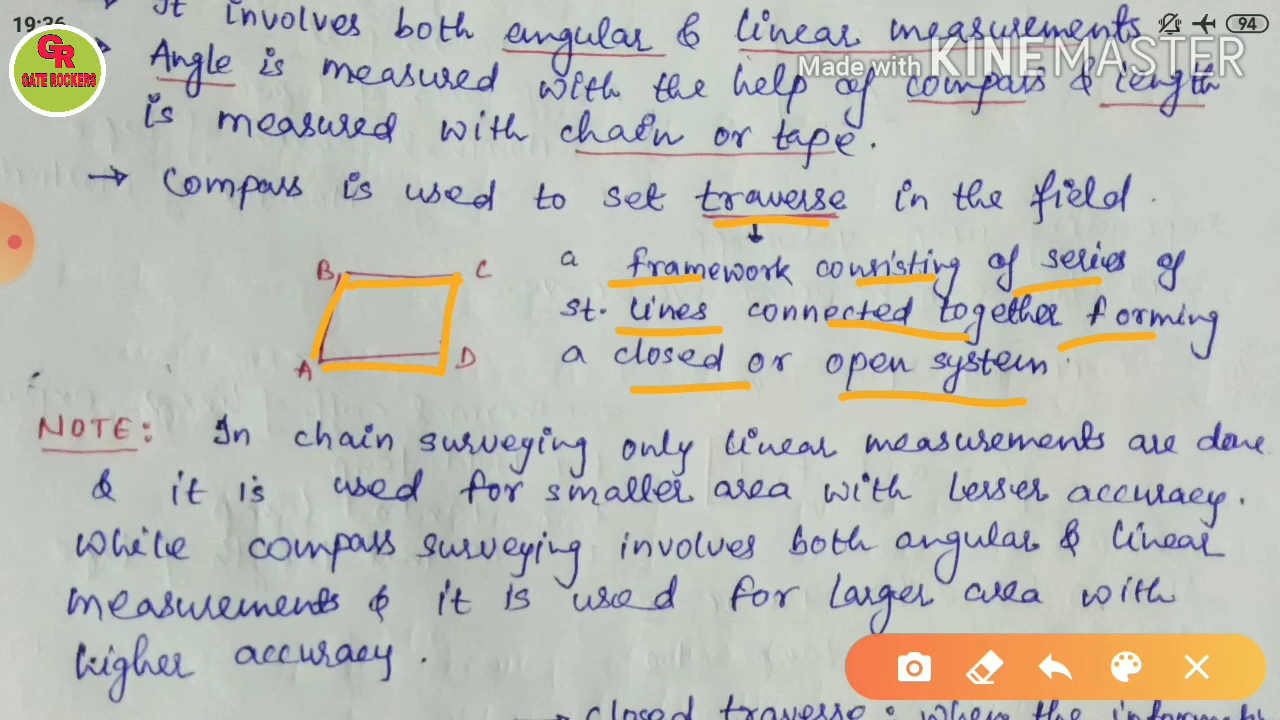 19:26
94
GR
GATE ROCKERS
Made with KINEMASTER
→ It involves both angular & linear measurements
→ Angle is measured with the help of compass & length
is measured with chain or tape.
→ Compass is used to set traverse in the field.
↓
a framework consisting of series of
st. lines connected together forming
a closed or open system.
B C
A D
NOTE: In chain surveying only linear measurements are done
& it is used for smaller area with lesser accuracy.
While compass surveying involves both angular & linear
measurements & it is used for larger area with
higher accuracy.
→ closed traverse: where the